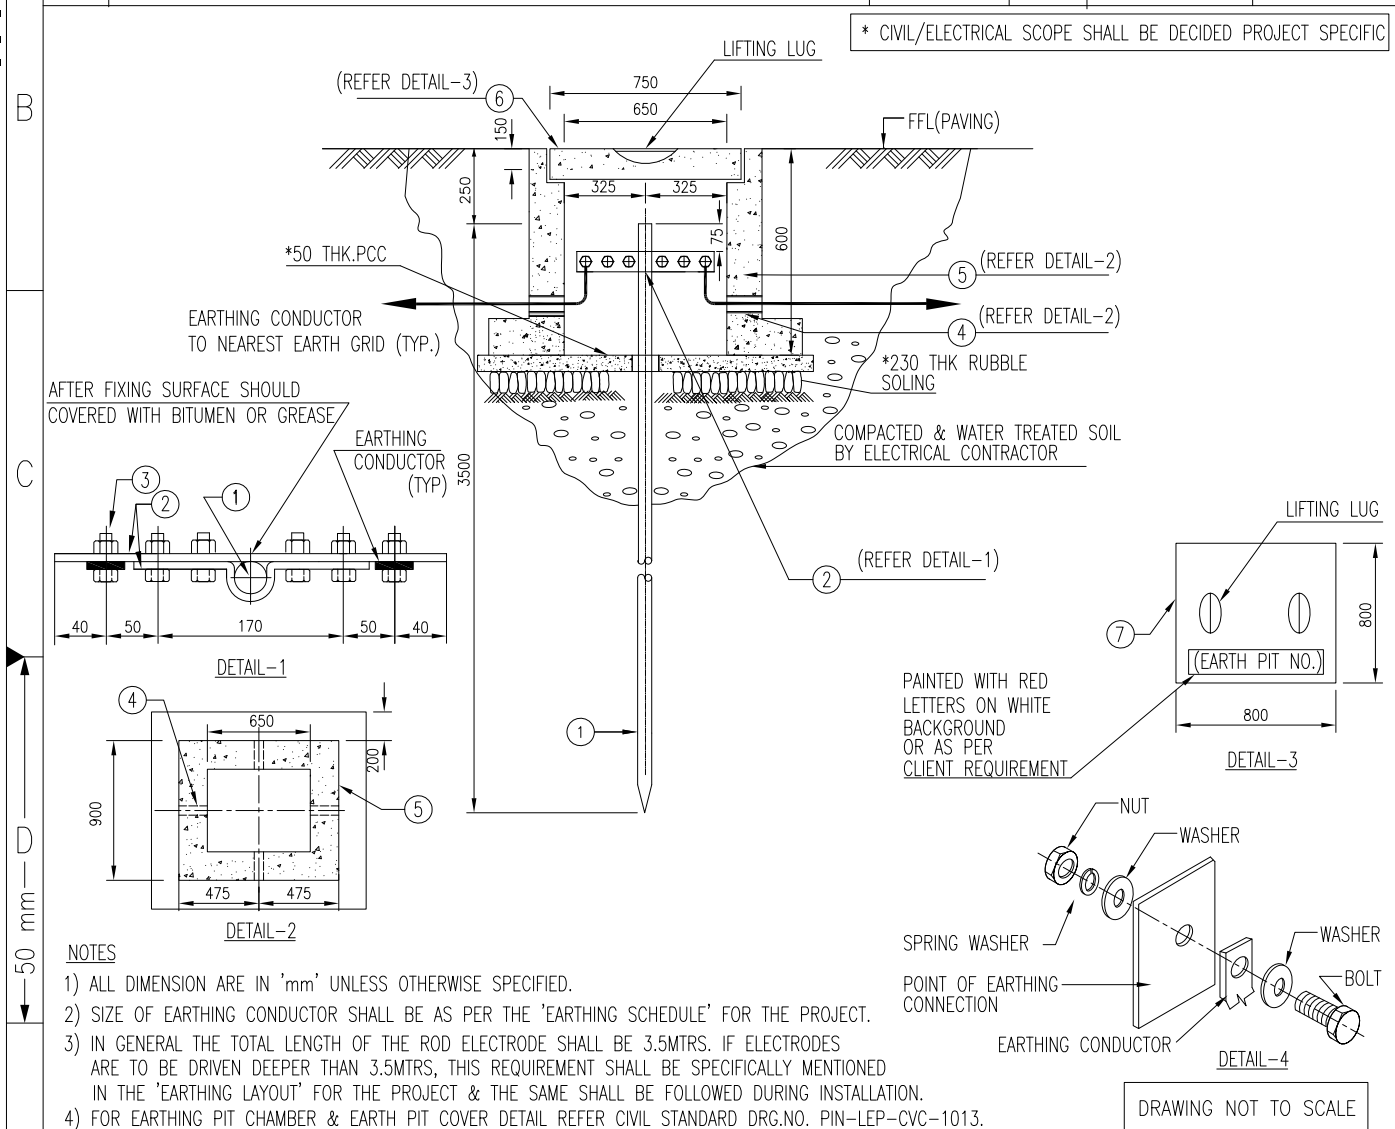 * CIVIL/ELECTRICAL SCOPE SHALL BE DECIDED PROJECT SPECIFIC
B
LIFTING LUG
(REFER DETAIL-3)
6
750
650
150
FFL(PAVING)
325
325
250
75
600
*50 THK.PCC
5
(REFER DETAIL-2)
EARTHING CONDUCTOR
TO NEAREST EARTH GRID (TYP.)
4
(REFER DETAIL-2)
*230 THK RUBBLE
SOLING
AFTER FIXING SURFACE SHOULD
COVERED WITH BITUMEN OR GREASE
EARTHING
CONDUCTOR
(TYP)
3500
COMPACTED & WATER TREATED SOIL
BY ELECTRICAL CONTRACTOR
C
3
2
1
2
(REFER DETAIL-1)
40
50
170
50
40
DETAIL-1
LIFTING LUG
7
(EARTH PIT NO.)
800
800
DETAIL-3
PAINTED WITH RED
LETTERS ON WHITE
BACKGROUND
OR AS PER
CLIENT REQUIREMENT
4
650
200
900
5
475
475
DETAIL-2
1
D
50 mm
NUT
WASHER
SPRING WASHER
POINT OF EARTHING
CONNECTION
EARTHING CONDUCTOR
WASHER
BOLT
DETAIL-4
NOTES
1) ALL DIMENSION ARE IN 'mm' UNLESS OTHERWISE SPECIFIED.
2) SIZE OF EARTHING CONDUCTOR SHALL BE AS PER THE 'EARTHING SCHEDULE' FOR THE PROJECT.
3) IN GENERAL THE TOTAL LENGTH OF THE ROD ELECTRODE SHALL BE 3.5MTRS. IF ELECTRODES
ARE TO BE DRIVEN DEEPER THAN 3.5MTRS, THIS REQUIREMENT SHALL BE SPECIFICALLY MENTIONED
IN THE 'EARTHING LAYOUT' FOR THE PROJECT & THE SAME SHALL BE FOLLOWED DURING INSTALLATION.
4) FOR EARTHING PIT CHAMBER & EARTH PIT COVER DETAIL REFER CIVIL STANDARD DRG.NO. PIN-LEP-CVC-1013.
DRAWING NOT TO SCALE